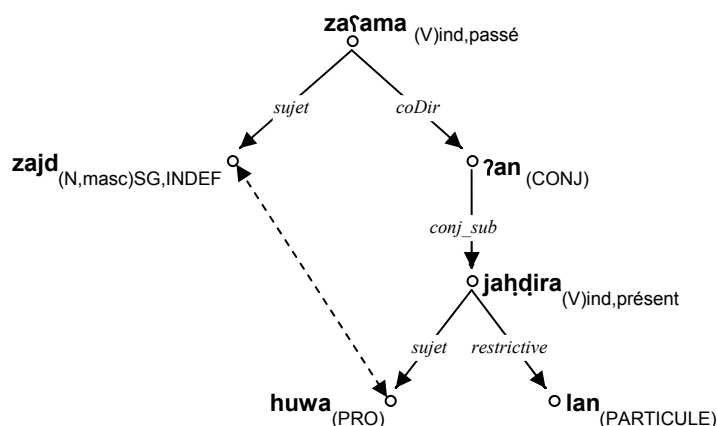 zaʕama (V)ind,passé
sujet coDir
zajd (N,masc)SG,INDEF ʔan (CONJ)
conj_sub
jaḥḍira (V)ind,présent
sujet restrictive
huwa (PRO) lan (PARTICULE)